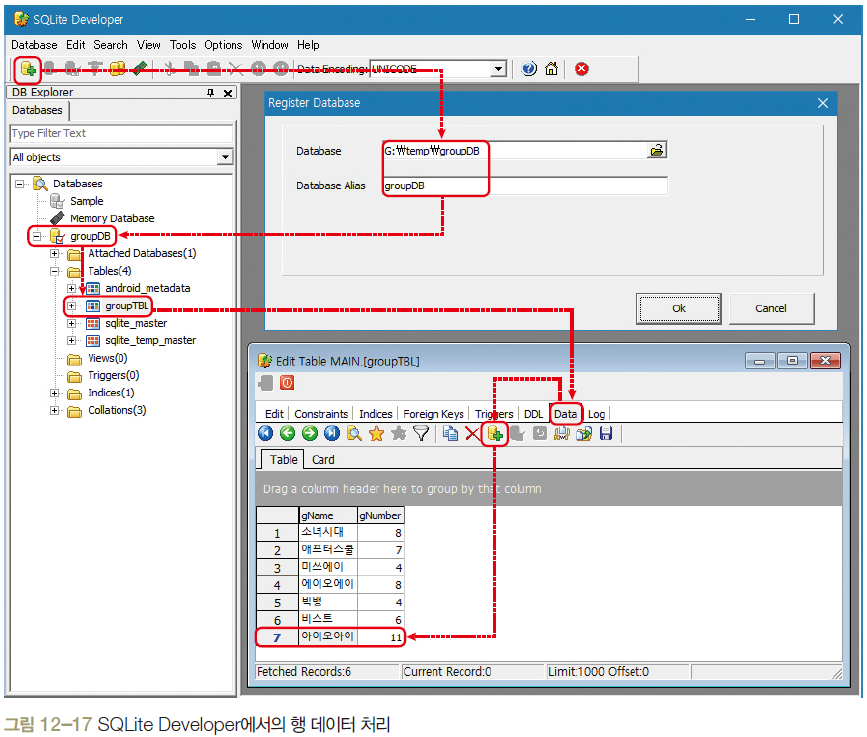 SQLite Developer
Database Edit Search View Tools Options Window Help
Data Encoding: UNICODE
DB Explorer
Databases
Type Filter Text
All objects
Databases
Sample
Memory Database
groupDB
Attached Databases(1)
Tables(4)
android_metadata
groupTBL
sqlite_master
sqlite_temp_master
Views(0)
Triggers(0)
Indices(1)
Collations(3)
Register Database
Database G:₩temp₩groupDB
Database Alias groupDB
Ok Cancel
Edit Table MAIN.[groupTBL]
Edit Constraints Indices Foreign Keys Triggers DDL Data Log
Table Card
Drag a column header here to group by that column
gName gNumber
1 소녀시대 8
2 애프터스쿨 7
3 미쓰에이 4
4 에이오에이 8
5 빅뱅 4
6 비스트 6
7 아이오아이 11
Fetched Records:6 Current Record:0 Limit:1000 Offset:0
그림 12-17 SQLite Developer에서의 행 데이터 처리